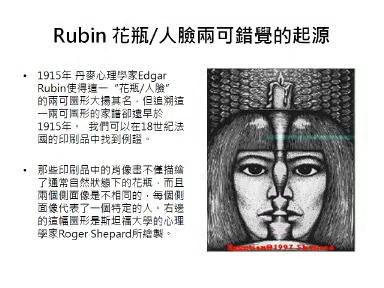 Rubin 花瓶/人臉兩可錯覺的起源
• 1915年 丹麥心理學家Edgar
Rubin使得這一“花瓶/人臉”
的兩可圖形大揚其名，但追溯這
一兩可圖形的家譜卻遠早於
1915年。 我們可以在18世紀法
國的印刷品中找到例證。
• 那些印刷品中的肖像畫不僅描繪
了通常自然狀態下的花瓶，而且
兩個側面像是不相同的，每個側
面像代表了一個特定的人。右邊
的這幅圖形是斯坦福大學的心理
學家Roger Shepard所繪製。